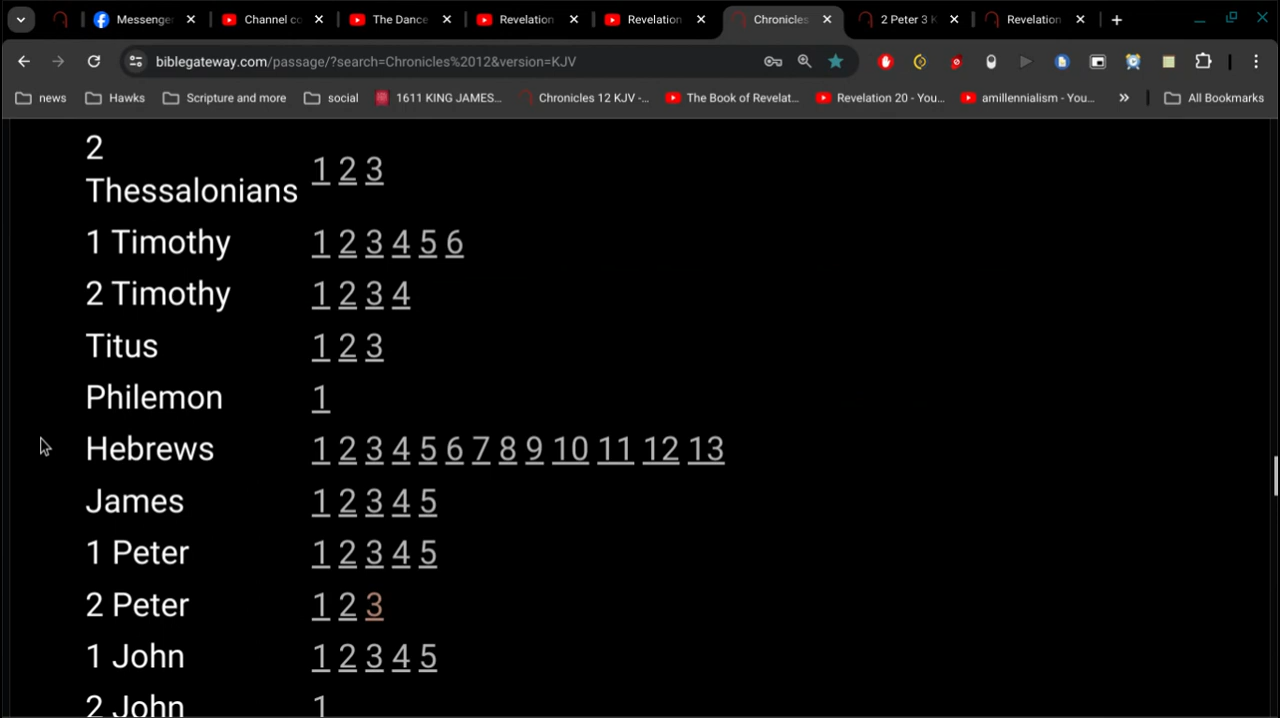 Messenger
Channel co
The Dance
Revelation
Revelation
Chronicles
2 Peter 3 K
Revelation
biblegateway.com/passage/?search=Chronicles%2012&version=KJV
news
Hawks
Scripture and more
social
1611 KING JAMES...
Chronicles 12 KJV -...
The Book of Revelat...
Revelation 20 - You...
amillennialism - You...
All Bookmarks
2
Thessalonians 1 2 3
1 Timothy 1 2 3 4 5 6
2 Timothy 1 2 3 4
Titus 1 2 3
Philemon 1
Hebrews 1 2 3 4 5 6 7 8 9 10 11 12 13
James 1 2 3 4 5
1 Peter 1 2 3 4 5
2 Peter 1 2 3
1 John 1 2 3 4 5
2 John 1